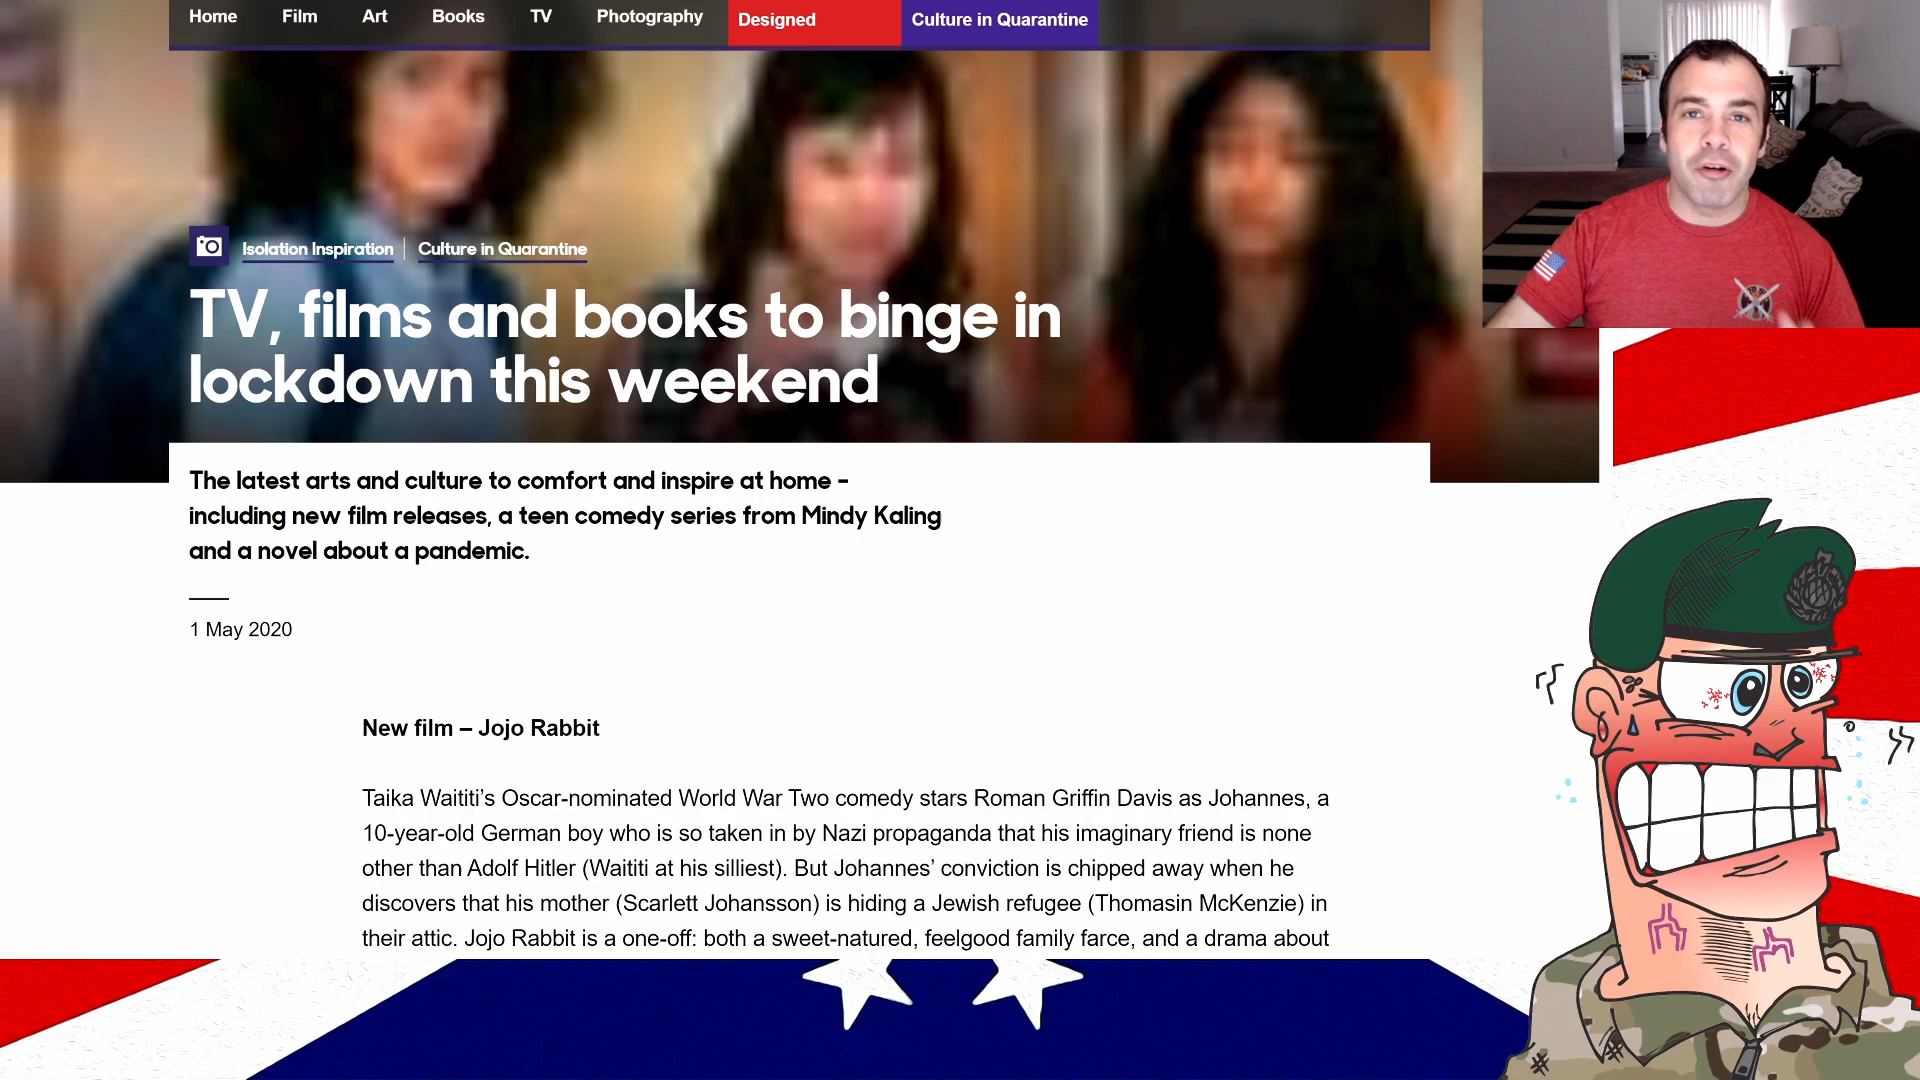 Home Film Art Books TV Photography Designed Culture in Quarantine
Isolation Inspiration Culture in Quarantine
TV, films and books to binge in
lockdown this weekend
The latest arts and culture to comfort and inspire at home –
including new film releases, a teen comedy series from Mindy Kaling
and a novel about a pandemic.
1 May 2020
New film – Jojo Rabbit
Taika Waititi’s Oscar-nominated World War Two comedy stars Roman Griffin Davis as Johannes, a
10-year-old German boy who is so taken in by Nazi propaganda that his imaginary friend is none
other than Adolf Hitler (Waititi at his silliest). But Johannes’ conviction is chipped away when he
discovers that his mother (Scarlett Johansson) is hiding a Jewish refugee (Thomasin McKenzie) in
their attic. Jojo Rabbit is a one-off: both a sweet-natured, feelgood family farce, and a drama about